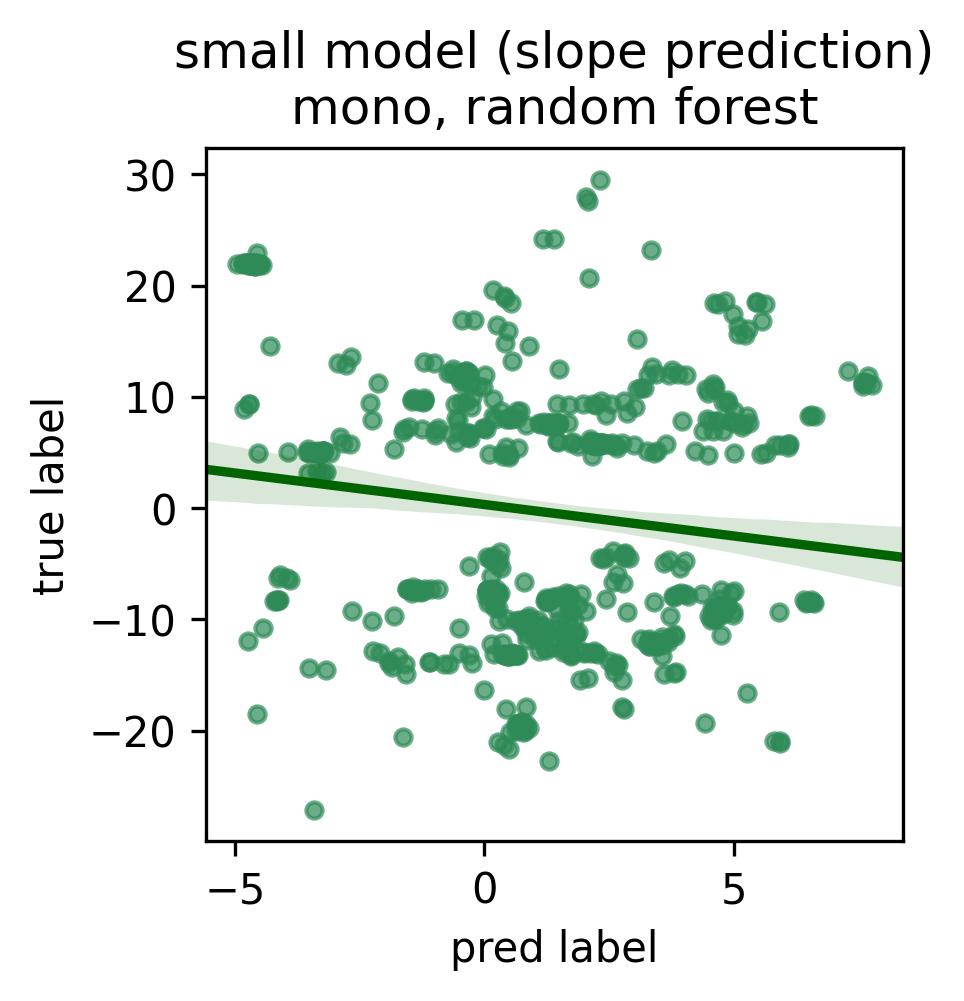 small model (slope prediction)
mono, random forest
true label
30
20
10
0
−10
−20
−5
0
5
pred label